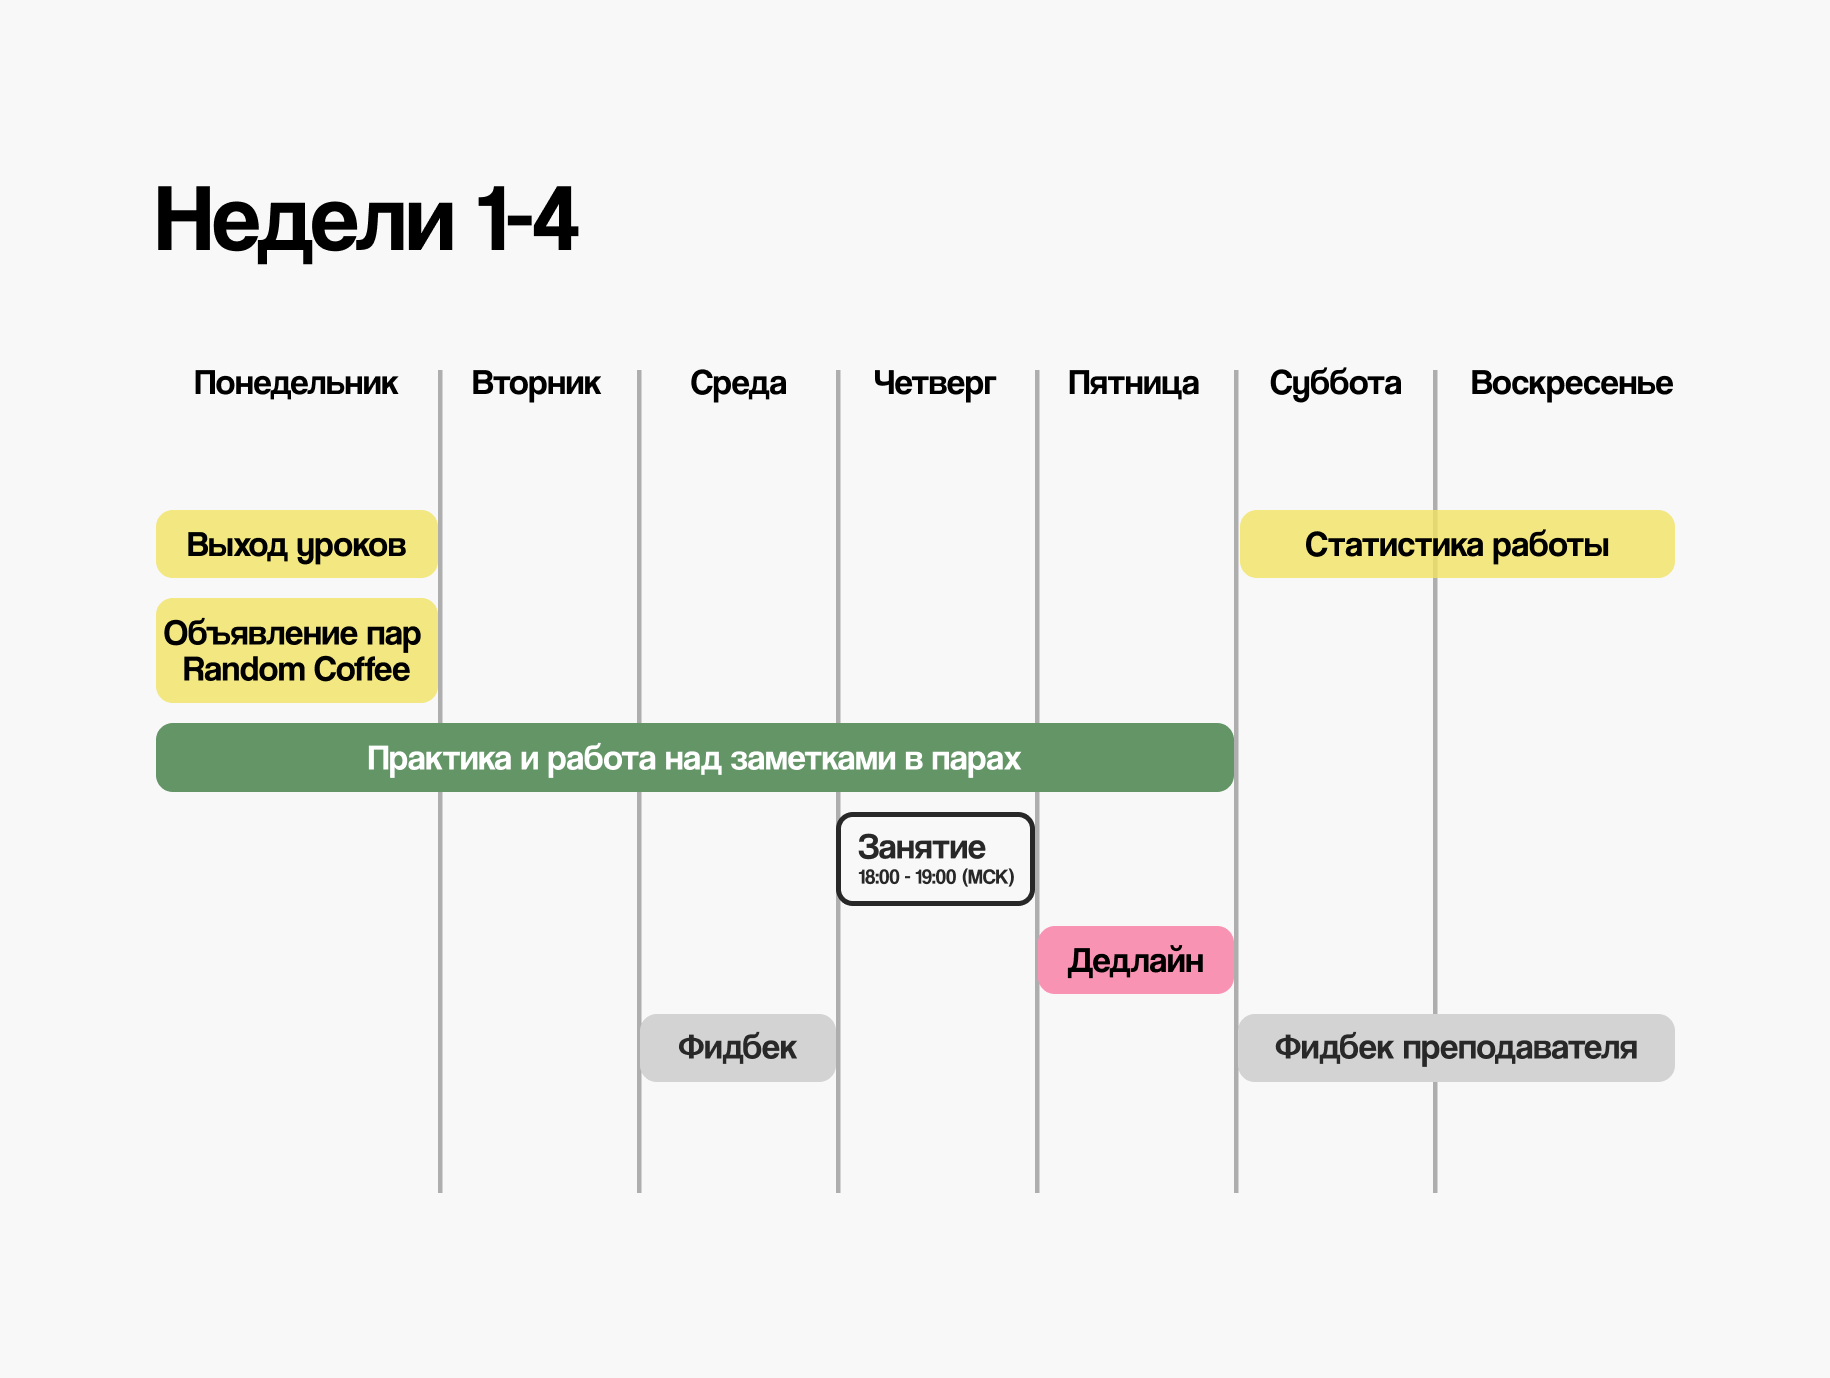 Недели 1-4
Понедельник
Вторник
Среда
Четверг
Пятница
Суббота
Воскресенье
Выход уроков
Статистика работы
Объявление пар
Random Coffee
Практика и работа над заметками в парах
Занятие
18:00 - 19:00 (МСК)
Дедлайн
Фидбек
Фидбек преподавателя